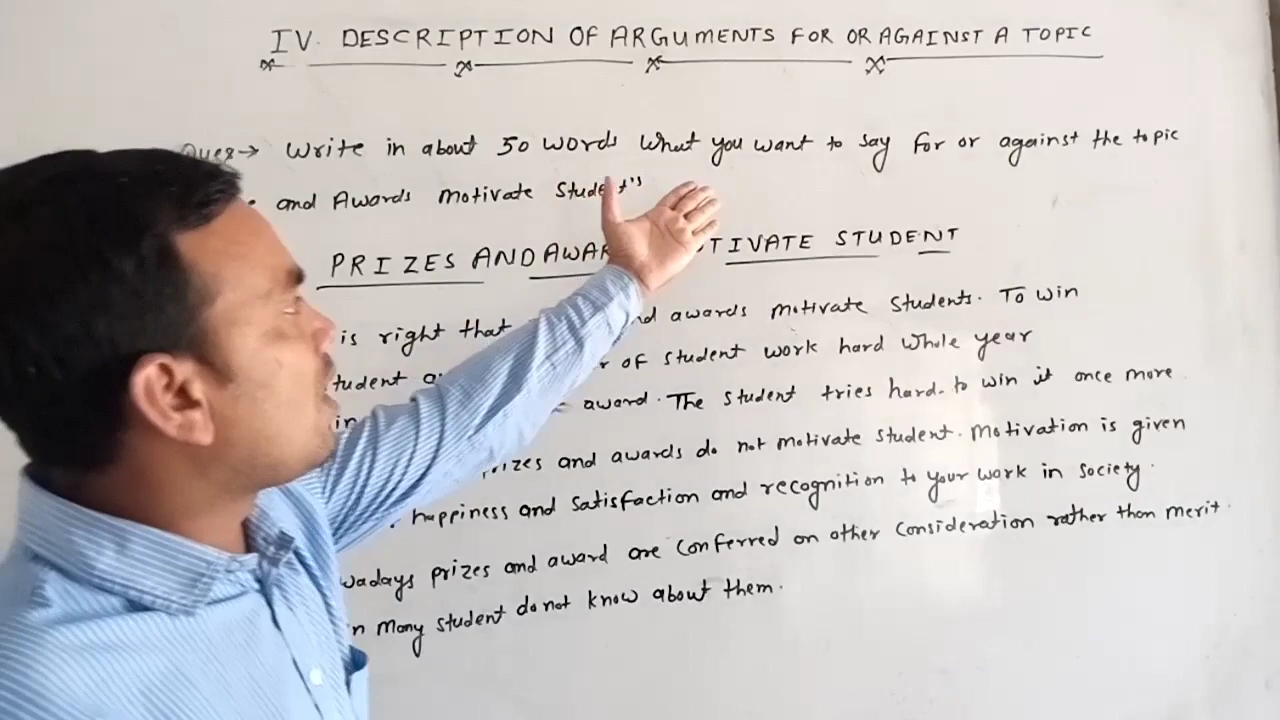 IV. DESCRIPTION OF ARGUMENTS FOR OR AGAINST A TOPIC
Ques→ Write in about 50 words What you want to say for or against the topic
and Awards motivate Student's
PRIZES AND AWAR TIVATE STUDENT
is right that nd awards motivate students. To win
tudent of student work hard whole year
in award. The student tries hard to win it once more
rizes and awards do not motivate student. Motivation is given
happiness and satisfaction and recognition to your work in society.
wadays prizes and award are conferred on other consideration rather than merit.
n many student do not know about them.